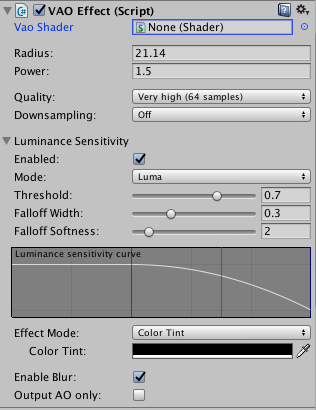 VAO Effect (Script)
Vao Shader None (Shader)
Radius: 21.14
Power: 1.5
Quality: Very high (64 samples)
Downsampling: Off
Luminance Sensitivity
Enabled:
Mode: Luma
Threshold: 0.7
Falloff Width: 0.3
Falloff Softness: 2
Luminance sensitivity curve
Effect Mode: Color Tint
Color Tint:
Enable Blur:
Output AO only: